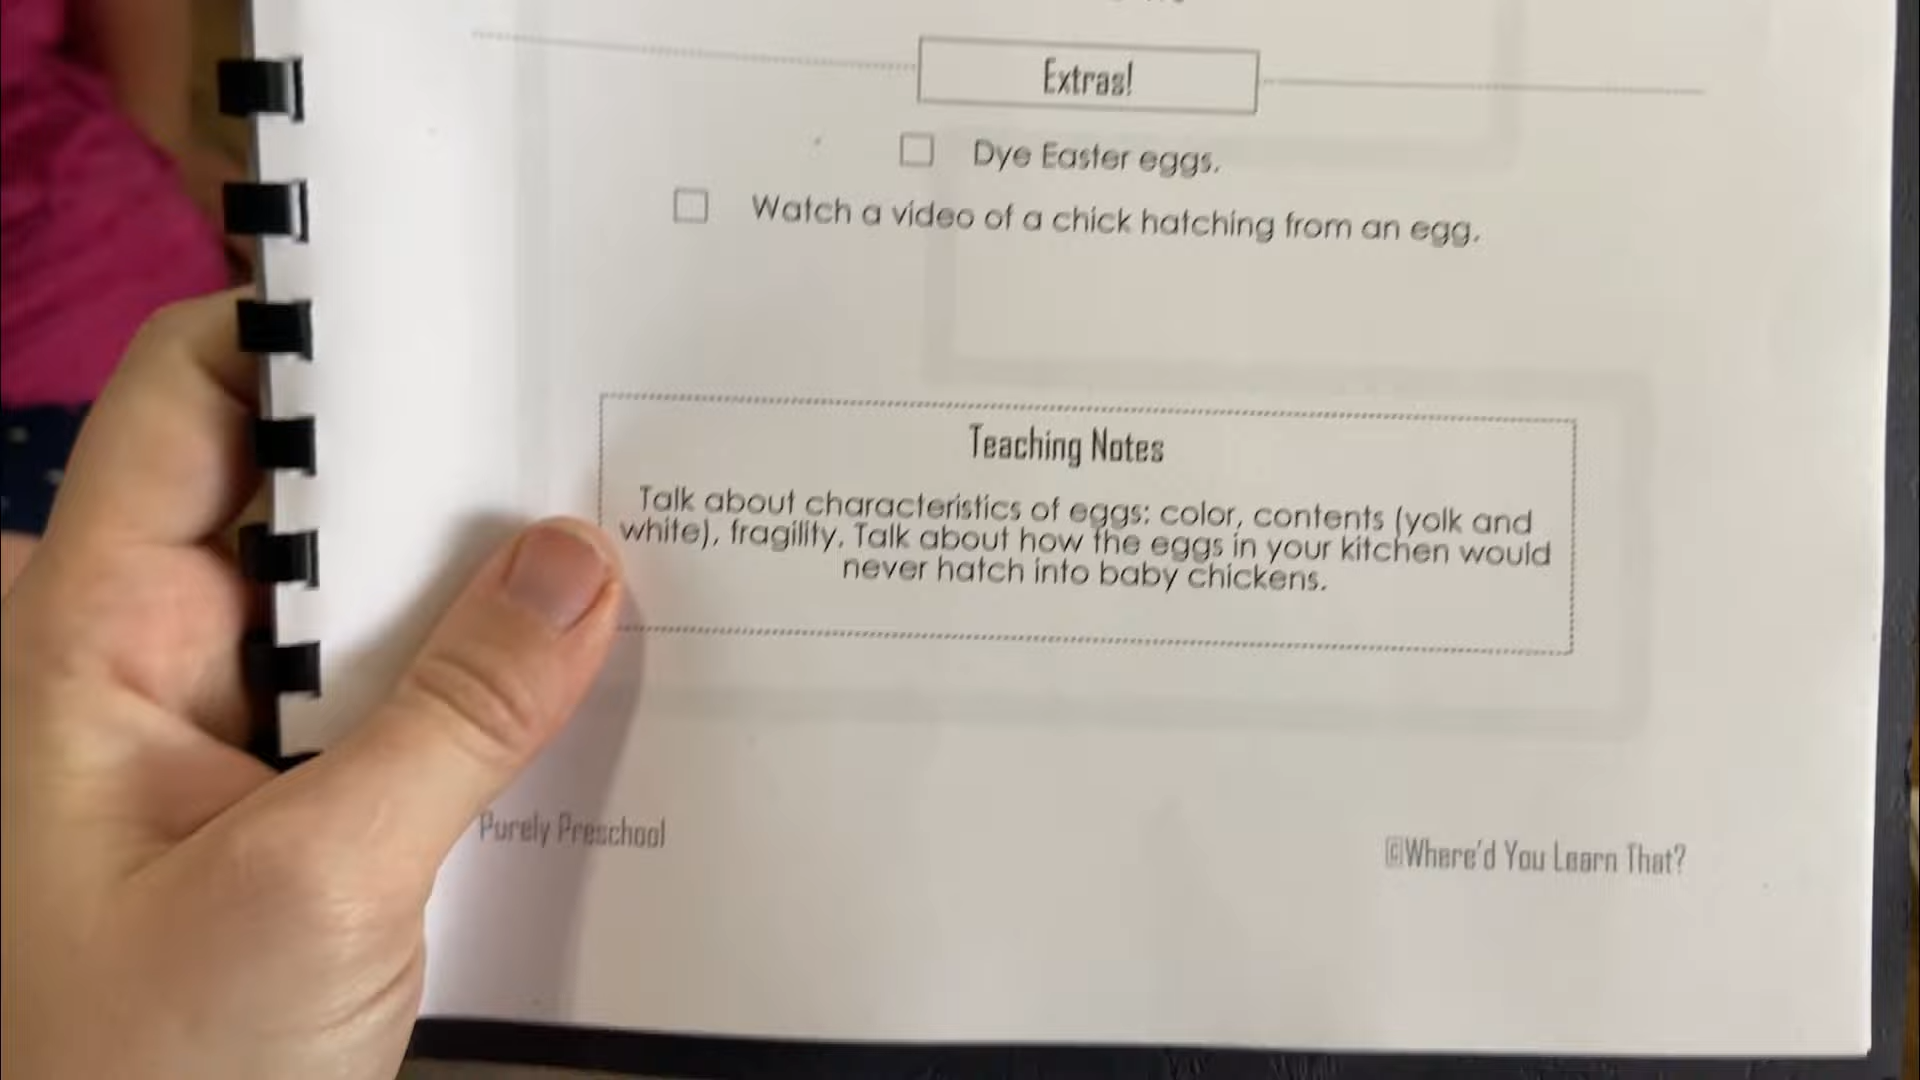 Extras!
Dye Easter eggs.
Watch a video of a chick hatching from an egg.
Teaching Notes
Talk about characteristics of eggs: color, contents (yolk and
white), fragility. Talk about how the eggs in your kitchen would
never hatch into baby chickens.
Purely Preschool
©Where'd You Learn That?